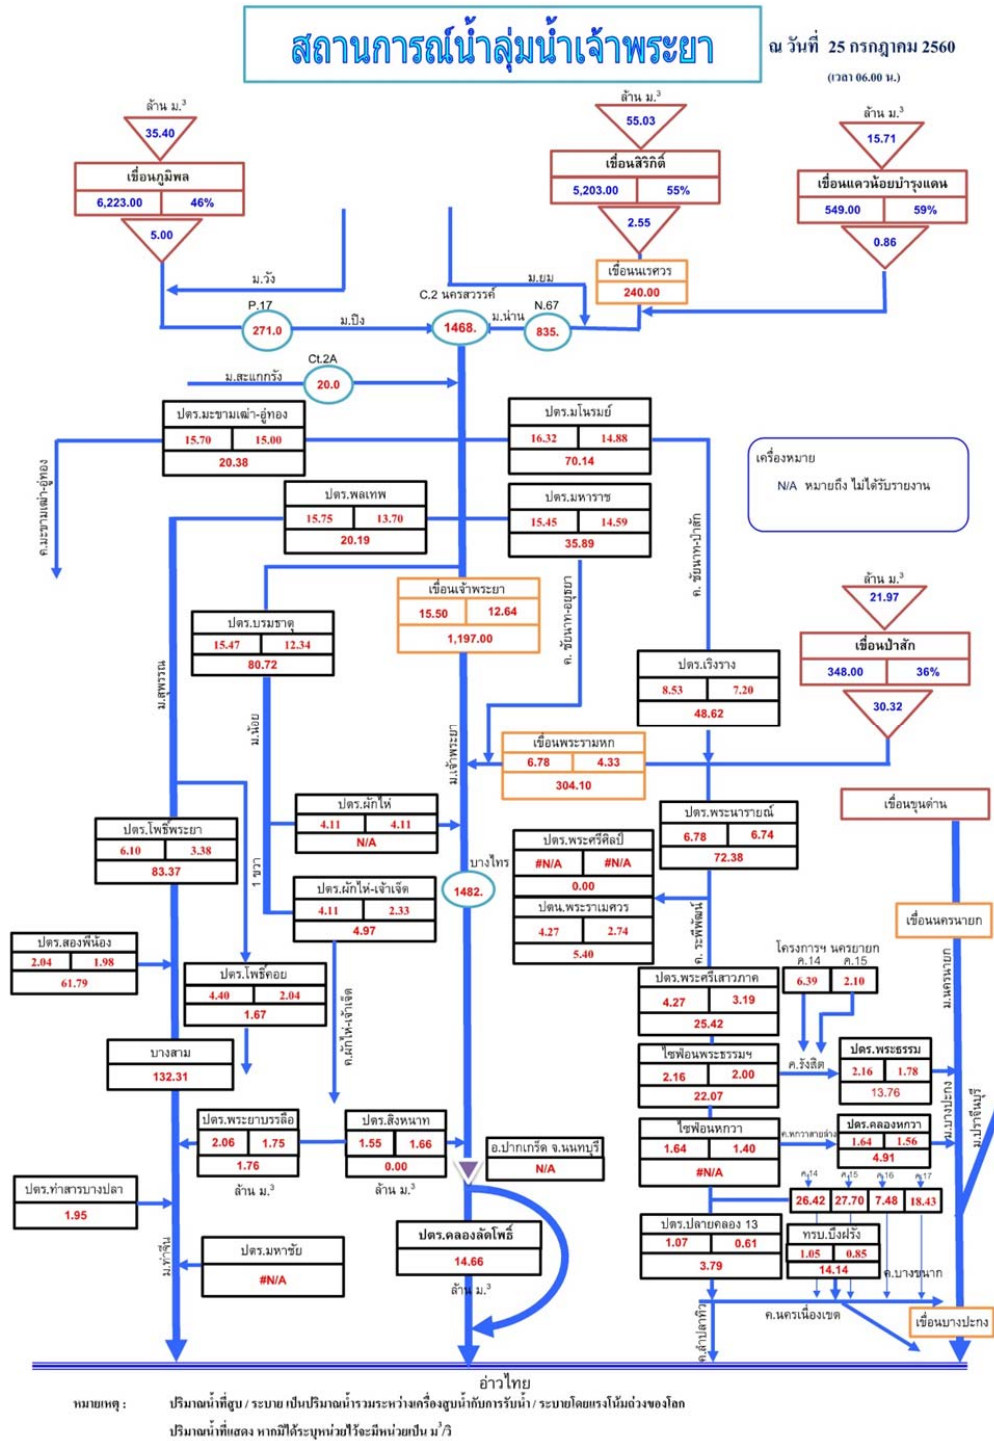 สถานการณ์น้ำลุ่มน้ำเจ้าพระยา
ณ วันที่ 25 กรกฎาคม 2560
(เวลา 06.00 น.)
ล้าน ม.³
35.40
เขื่อนภูมิพล
6,223.00 46%
5.00
ล้าน ม.³
55.03
เขื่อนสิริกิติ์
5,203.00 55%
2.55
เขื่อนนเรศวร
240.00
ล้าน ม.³
15.71
เขื่อนแควน้อยบำรุงแดน
549.00 59%
0.86
ม.วัง
ม.ยม
P.17
271.0
ม.ปิง
C.2 นครสวรรค์
1468.
ม.น่าน
N.67
835.
Ct.2A
ม.สะแกกรัง
20.0
ปตร.มะขามเฒ่า-อู่ทอง
15.70 15.00
20.38
ปตร.มโนรมย์
16.32 14.88
70.14
เครื่องหมาย
N/A หมายถึง ไม่ได้รับรายงาน
ค.มะขามเฒ่า-อู่ทอง
ปตร.พลเทพ
15.75 13.70
20.19
ปตร.มหาราช
15.45 14.59
35.89
ค. ชัยนาท-ป่าสัก
ค. ชัยนาท-อยุธยา
เขื่อนเจ้าพระยา
15.50 12.64
1,197.00
ปตร.บรมธาตุ
15.47 12.34
80.72
ม.สุพรรณ
ม.น้อย
ม.เจ้าพระยา
ล้าน ม.³
21.97
เขื่อนป่าสัก
348.00 36%
30.32
ปตร.เริงราง
8.53 7.20
48.62
เขื่อนพระรามหก
6.78 4.33
304.10
ปตร.ผักไห่
4.11 4.11
N/A
ปตร.โพธิ์พระยา
6.10 3.38
83.37
1 ขวา
ปตร.พระนารายณ์
6.78 6.74
72.38
เขื่อนขุนด่าน
ปตร.พระศรีศิลป์
#N/A #N/A
0.00
ปตน.พระราเมศวร
4.27 2.74
5.40
บางไทร
1482.
ปตร.ผักไห่-เจ้าเจ็ด
4.11 2.33
4.97
ค. ระพีพัฒน์
เขื่อนนครนายก
ปตร.สองพี่น้อง
2.04 1.98
61.79
ปตร.โพธิ์คอย
4.40 2.04
1.67
ค.ผักไห่-เจ้าเจ็ด
ปตร.พระศรีเสาวภาค
4.27 3.19
25.42
โครงการฯ นครยายก
ค.14 ค.15
6.39 2.10
ม.นครนายก
บางสาม
132.31
ไซฟ่อนพระธรรมฯ
2.16 2.00
22.07
ค.รังสิต
ปตร.พระธรรม
2.16 1.78
13.76
ม.บางปะกง
ม.ปราจีนบุรี
ปตร.พระยาบรรลือ
2.06 1.75
1.76
ล้าน ม.³
ปตร.สิงหนาท
1.55 1.66
0.00
ล้าน ม.³
อ.ปากเกร็ด จ.นนทบุรี
N/A
ไซฟ่อนหกวา
1.64 1.40
#N/A
ค.หกวาสายล่าง
ปตร.คลองหกวา
1.64 1.56
4.91
ค.14 ค.15 ค.16 ค.17
26.42 27.70 7.48 18.43
ปตร.ท่าสารบางปลา
1.95
ม.ท่าจีน
ปตร.มหาชัย
#N/A
ปตร.คลองลัดโพธิ์
14.66
ล้าน ม.³
ปตร.ปลายคลอง 13
1.07 0.61
3.79
ทรบ.บึงฝรั่ง
1.05 0.85
14.14
ค.บางขนาก
ค.นครเนื่องเขต
ค.ลำปลาทิว
เขื่อนบางปะกง
อ่าวไทย
หมายเหตุ : ปริมาณน้ำที่สูบ / ระบาย เป็นปริมาณน้ำรวมระหว่างเครื่องสูบน้ำกับการรับน้ำ / ระบายโดยแรงโน้มถ่วงของโลก
ปริมาณน้ำที่แสดง หากมิได้ระบุหน่วยไว้จะมีหน่วยเป็น ม³/วิ